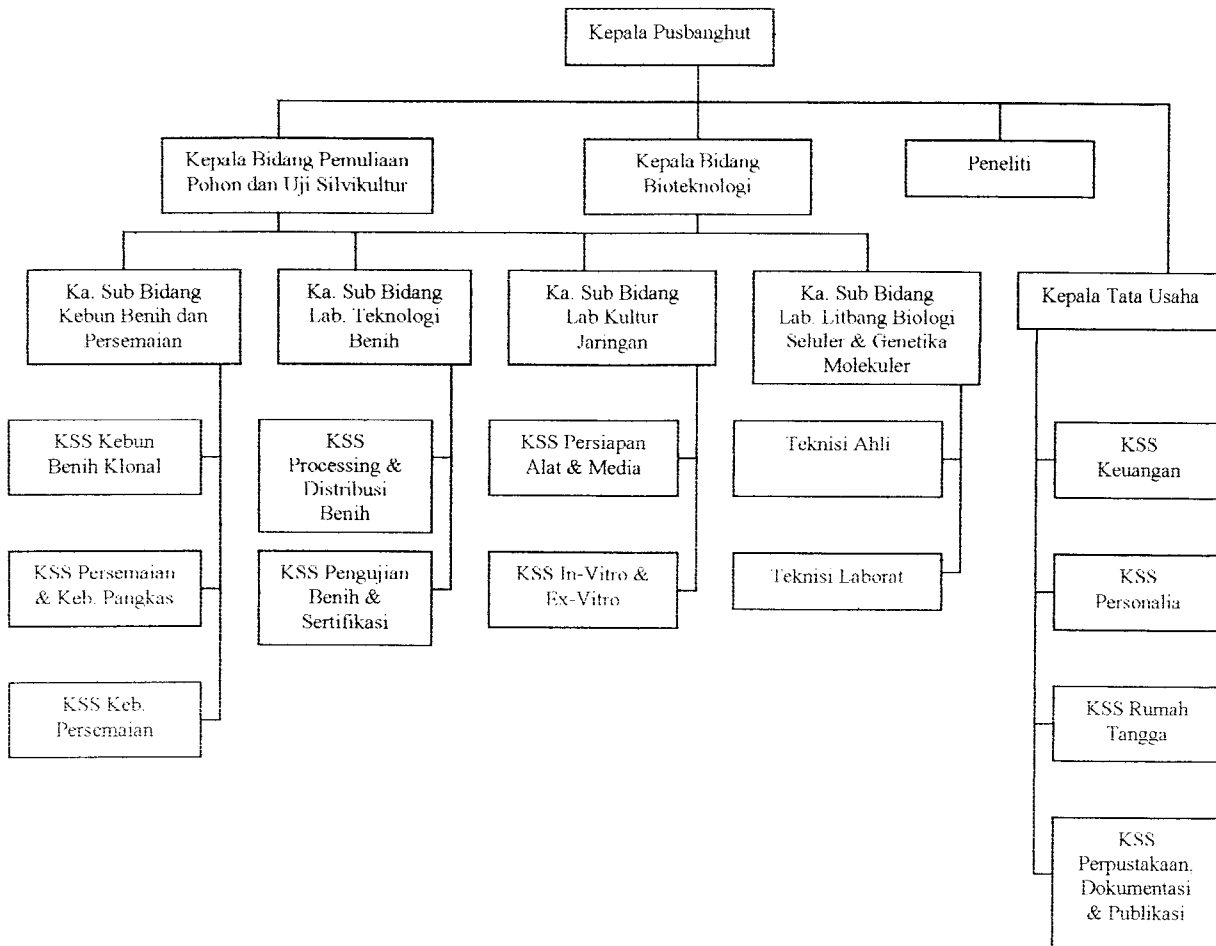 Kepala Pusbanghut
Kepala Bidang Pemuliaan
Pohon dan Uji Silvikultur
Kepala Bidang
Bioteknologi
Peneliti
Ka. Sub Bidang
Kebun Benih dan
Persemaian
Ka. Sub Bidang
Lab. Teknologi
Benih
Ka. Sub Bidang
Lab Kultur
Jaringan
Ka. Sub Bidang
Lab. Litbang Biologi
Seluler & Genetika
Molekuler
Kepala Tata Usaha
KSS Kebun
Benih Klonal
KSS
Processing &
Distribusi
Benih
KSS Persiapan
Alat & Media
Teknisi Ahli
KSS
Keuangan
KSS Persemaian
& Keb. Pangkas
KSS Pengujian
Benih &
Sertifikasi
KSS In-Vitro &
Ex-Vitro
Teknisi Laborat
KSS
Personalia
KSS Keb.
Persemaian
KSS Rumah
Tangga
KSS
Perpustakaan,
Dokumentasi
& Publikasi